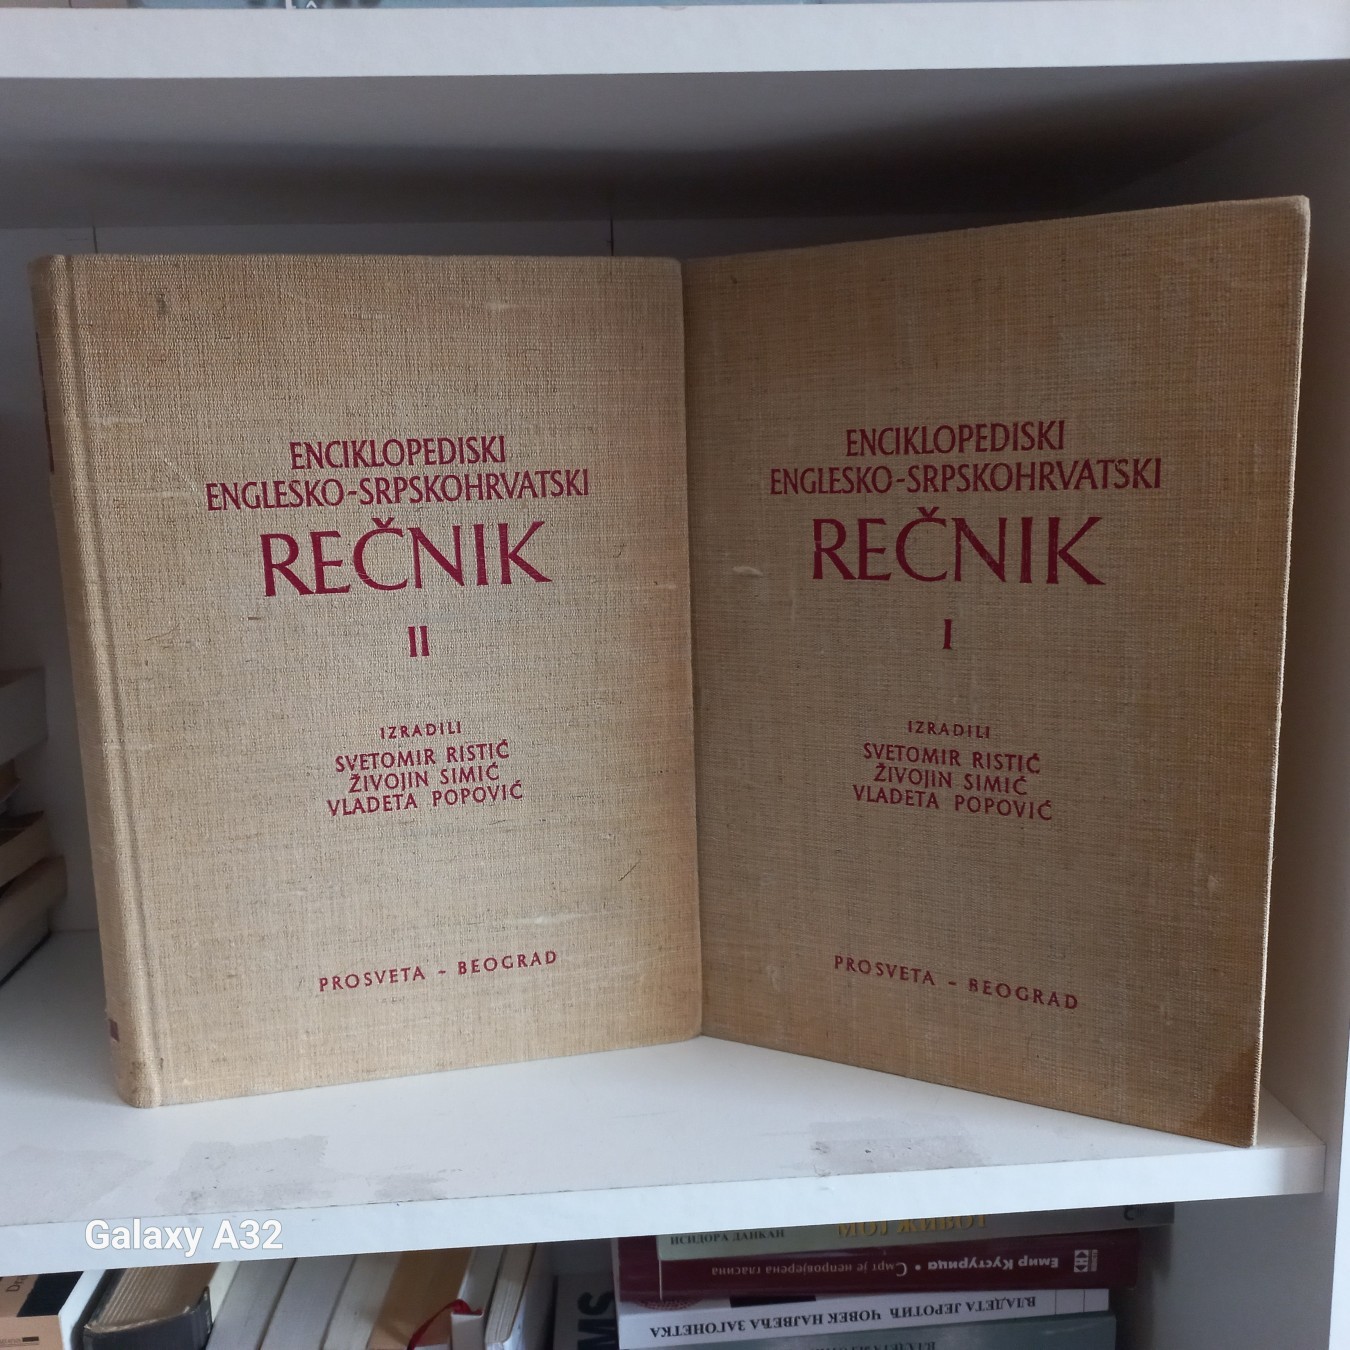 ENCIKLOPEDISKI
ENGLESKO-SRPSKOHRVATSKI
REČNIK
II
IZRADILI
SVETOMIR RISTIĆ
ŽIVOJIN SIMIĆ
VLADETA POPOVIĆ
PROSVETA - BEOGRAD
ENCIKLOPEDISKI
ENGLESKO-SRPSKOHRVATSKI
REČNIK
I
IZRADILI
SVETOMIR RISTIĆ
ŽIVOJIN SIMIĆ
VLADETA POPOVIĆ
PROSVETA - BEOGRAD
Galaxy A32
ИСИДОРА ДАНКАН МОЈ ЖИВОТ
Емир Кустурица • Смрт је непровјерена гласина
ВЛАДЕТА ЈЕРОТИЋ ЧОВЕК НАЈВЕЋА ЗАГОНЕТКА